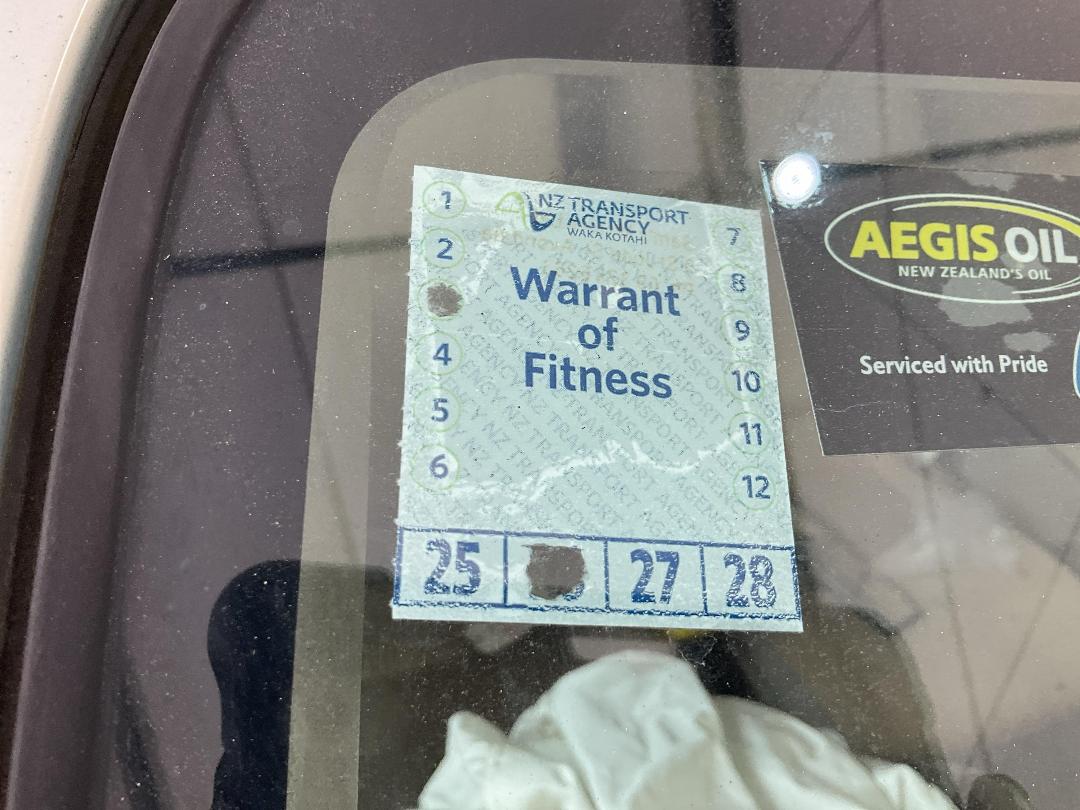 NZ TRANSPORT
AGENCY
WAKA KOTAHI
Warrant
of
Fitness
1
2
4
5
6
7
8
9
10
11
12
25
27
28
AEGIS OIL
NEW ZEALAND'S OIL
Serviced with Pride